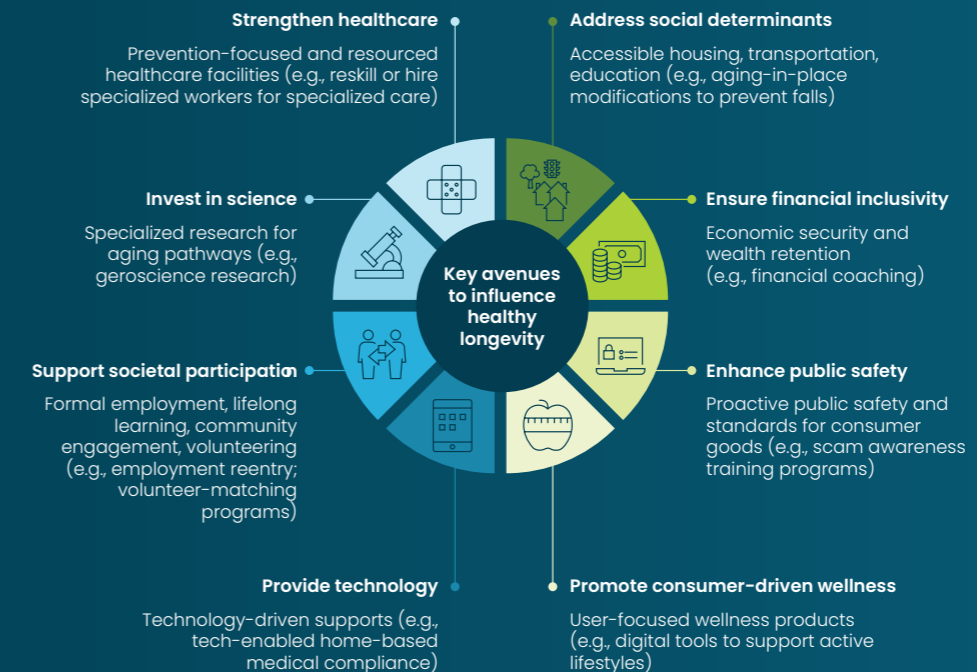 Strengthen healthcare
Prevention-focused and resourced
healthcare facilities (e.g., reskill or hire
specialized workers for specialized care)
Address social determinants
Accessible housing, transportation,
education (e.g., aging-in-place
modifications to prevent falls)
Invest in science
Specialized research for
aging pathways (e.g.,
geroscience research)
Ensure financial inclusivity
Economic security and
wealth retention
(e.g., financial coaching)
Key avenues
to influence
healthy
longevity
Support societal participation
Formal employment, lifelong
learning, community
engagement, volunteering
(e.g., employment reentry;
volunteer-matching
programs)
Enhance public safety
Proactive public safety and
standards for consumer
goods (e.g., scam awareness
training programs)
Provide technology
Technology-driven supports (e.g.,
tech-enabled home-based
medical compliance)
Promote consumer-driven wellness
User-focused wellness products
(e.g., digital tools to support active
lifestyles)